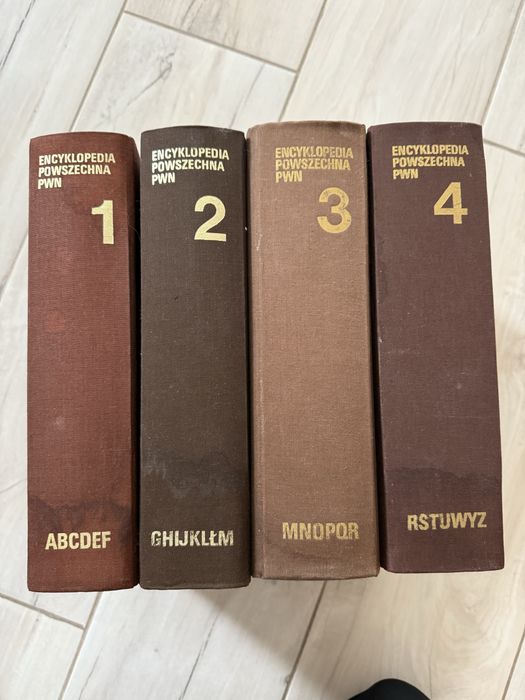 ENCYKLOPEDIA
POWSZECHNA
PWN
1
ABCDEF
ENCYKLOPEDIA
POWSZECHNA
PWN
2
GHIJKLŁM
ENCYKLOPEDIA
POWSZECHNA
PWN
3
MNOPQR
ENCYKLOPEDIA
POWSZECHNA
PWN
4
RSTUWYZ